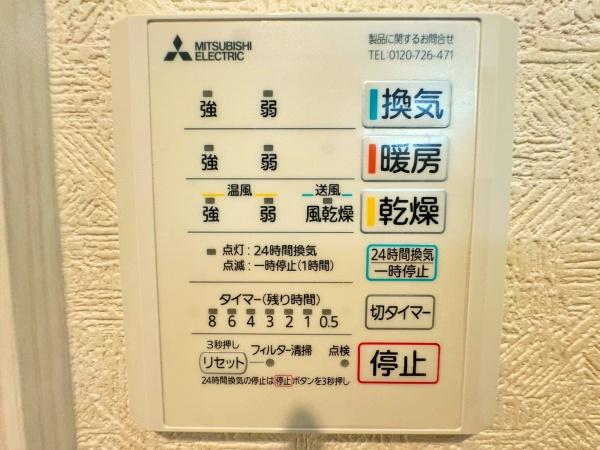 MITSUBISHI
ELECTRIC
製品に関するお問合せ
TEL:0120-726-471
強 弱 換気
強 弱 暖房
温風 送風
強 弱 風乾燥 乾燥
点灯:24時間換気
点滅:一時停止(1時間)
24時間換気
一時停止
タイマー(残り時間)
8 6 4 3 2 1 0.5
切タイマー
3秒押し
リセット フィルター清掃 点検
停止
24時間換気の停止は停止ボタンを3秒押し